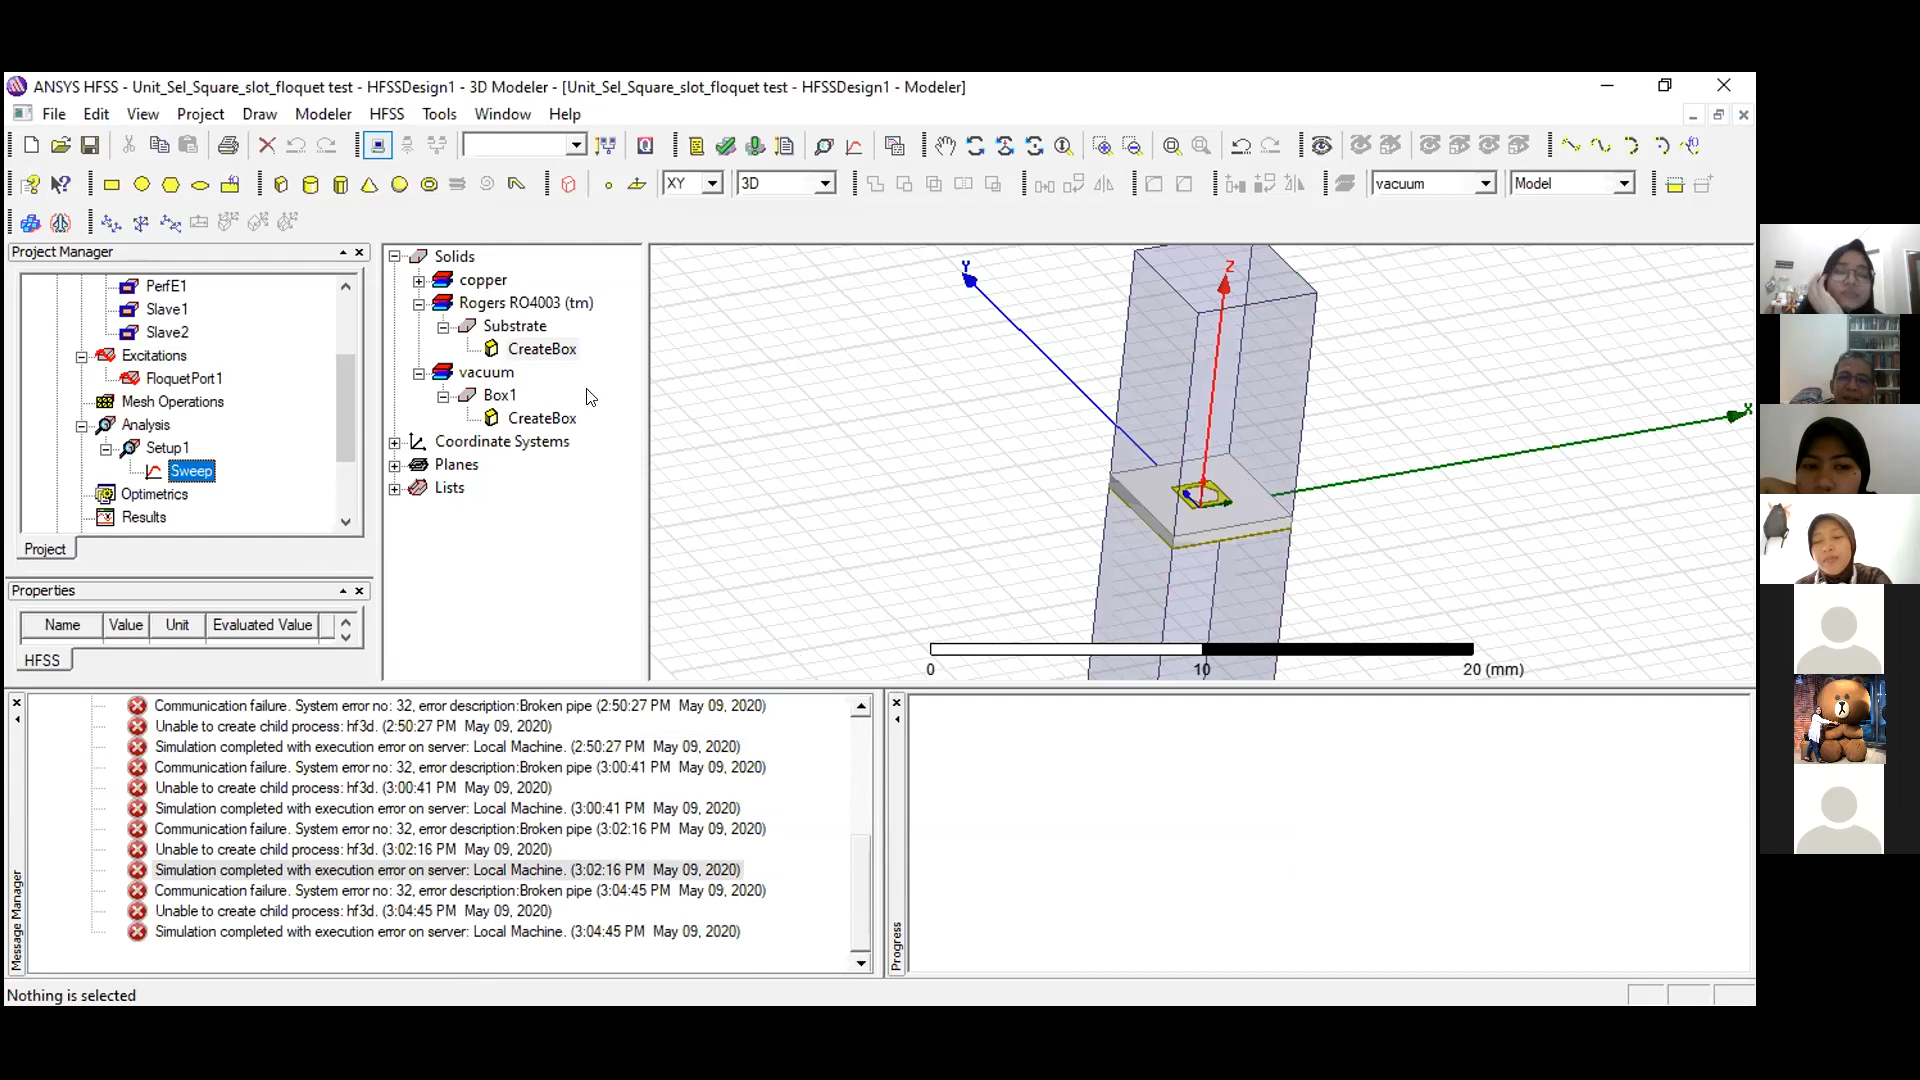 ANSYS HFSS - Unit_Sel_Square_slot_floquet test - HFSSDesign1 - 3D Modeler - [Unit_Sel_Square_slot_floquet test - HFSSDesign1 - Modeler]
File Edit View Project Draw Modeler HFSS Tools Window Help
XY 3D vacuum Model
Project Manager
PerfE1
Slave1
Slave2
Excitations
FloquetPort1
Mesh Operations
Analysis
Setup1
Sweep
Optimetrics
Results
Project
Properties
Name Value Unit Evaluated Value
HFSS
Solids
copper
Rogers RO4003 (tm)
Substrate
CreateBox
vacuum
Box1
CreateBox
Coordinate Systems
Planes
Lists
Y
Z
X
0 10 20 (mm)
Message Manager
Communication failure. System error no: 32, error description:Broken pipe (2:50:27 PM May 09, 2020)
Unable to create child process: hf3d. (2:50:27 PM May 09, 2020)
Simulation completed with execution error on server: Local Machine. (2:50:27 PM May 09, 2020)
Communication failure. System error no: 32, error description:Broken pipe (3:00:41 PM May 09, 2020)
Unable to create child process: hf3d. (3:00:41 PM May 09, 2020)
Simulation completed with execution error on server: Local Machine. (3:00:41 PM May 09, 2020)
Communication failure. System error no: 32, error description:Broken pipe (3:02:16 PM May 09, 2020)
Unable to create child process: hf3d. (3:02:16 PM May 09, 2020)
Simulation completed with execution error on server: Local Machine. (3:02:16 PM May 09, 2020)
Communication failure. System error no: 32, error description:Broken pipe (3:04:45 PM May 09, 2020)
Unable to create child process: hf3d. (3:04:45 PM May 09, 2020)
Simulation completed with execution error on server: Local Machine. (3:04:45 PM May 09, 2020)
Progress
Nothing is selected